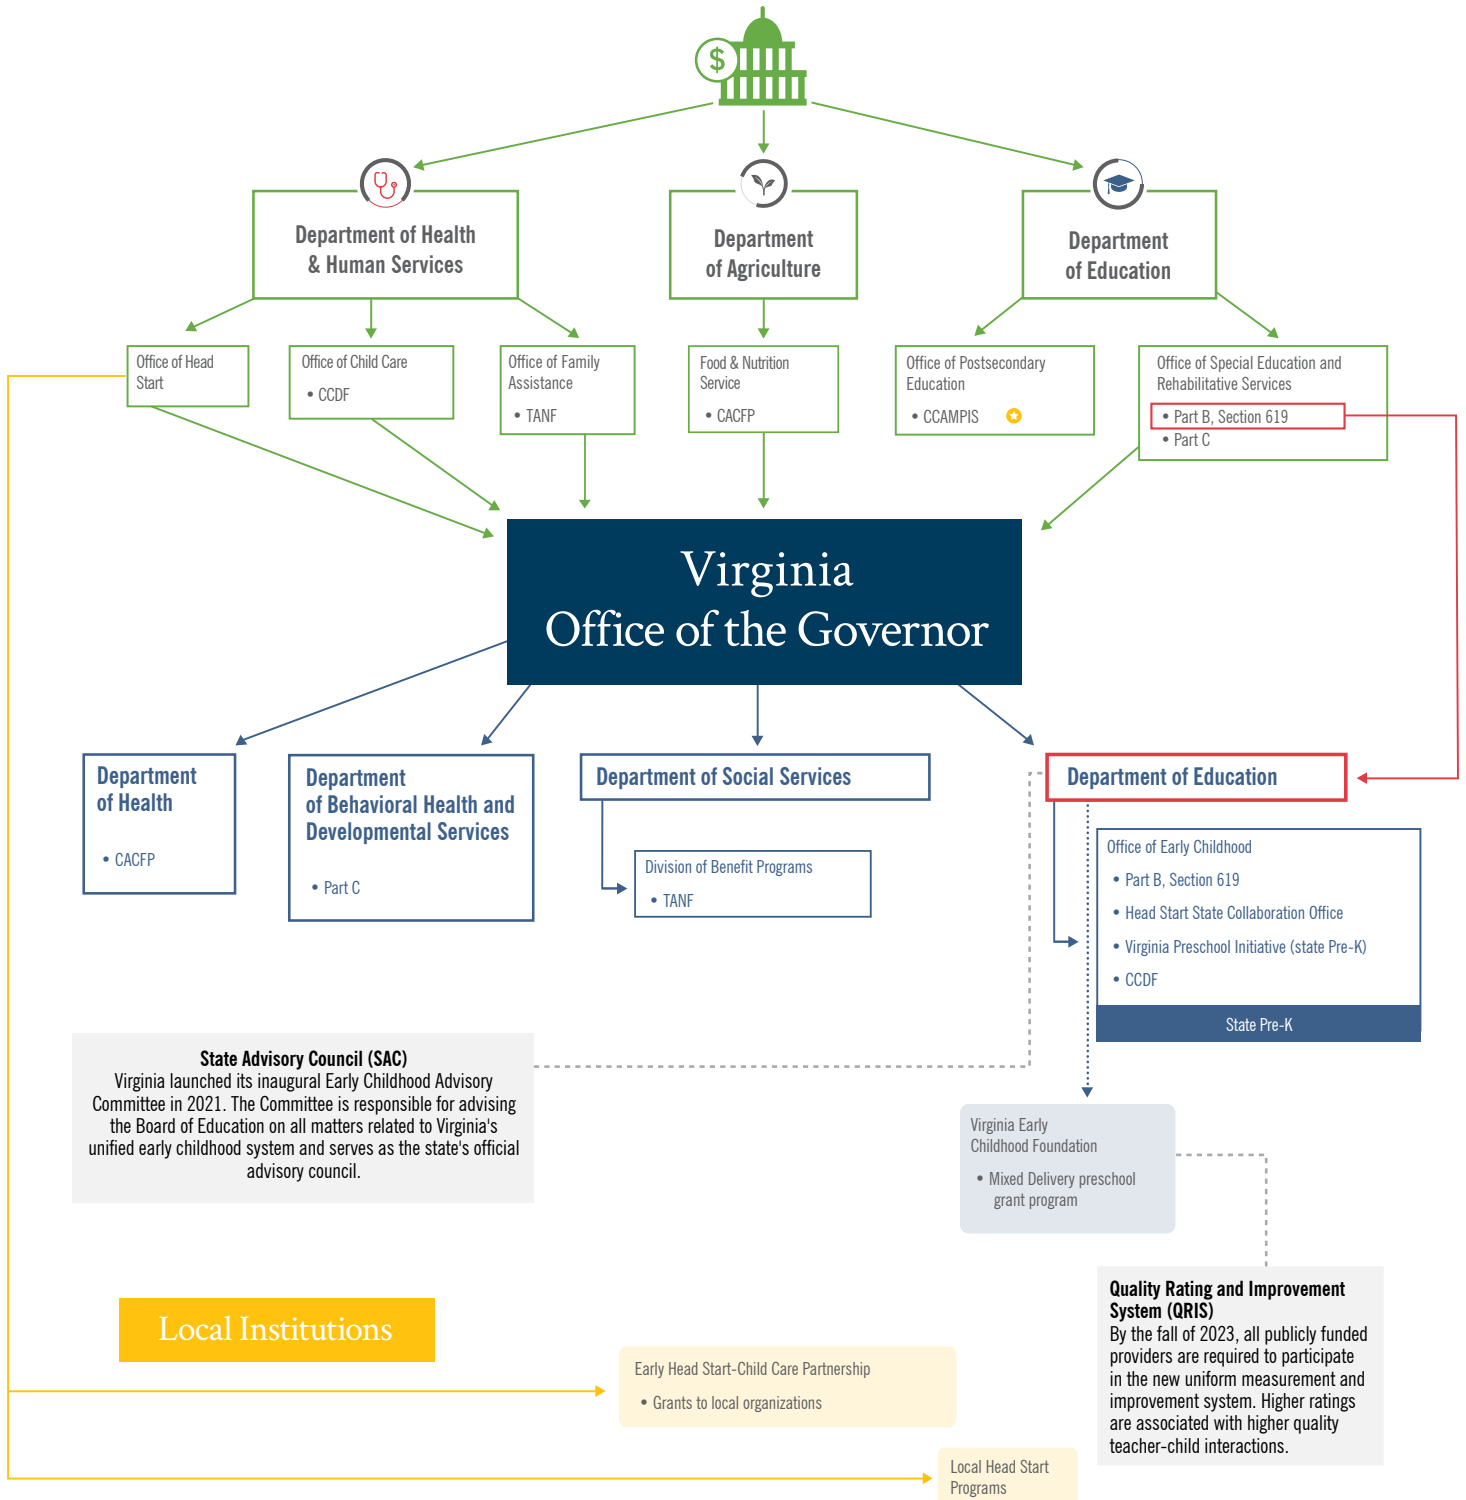 $
Department of Health
& Human Services
Department
of Agriculture
Department
of Education
Office of Head
Start
Office of Child Care
• CCDF
Office of Family
Assistance
• TANF
Food & Nutrition
Service
• CACFP
Office of Postsecondary
Education
• CCAMPIS
Office of Special Education and
Rehabilitative Services
• Part B, Section 619
• Part C
Virginia
Office of the Governor
Department
of Health
• CACFP
Department
of Behavioral Health and
Developmental Services
• Part C
Department of Social Services
Division of Benefit Programs
• TANF
Department of Education
Office of Early Childhood
• Part B, Section 619
• Head Start State Collaboration Office
• Virginia Preschool Initiative (state Pre-K)
• CCDF
State Pre-K
State Advisory Council (SAC)
Virginia launched its inaugural Early Childhood Advisory
Committee in 2021. The Committee is responsible for advising
the Board of Education on all matters related to Virginia's
unified early childhood system and serves as the state's official
advisory council.
Virginia Early
Childhood Foundation
• Mixed Delivery preschool
grant program
Quality Rating and Improvement
System (QRIS)
By the fall of 2023, all publicly funded
providers are required to participate
in the new uniform measurement and
improvement system. Higher ratings
are associated with higher quality
teacher-child interactions.
Local Institutions
Early Head Start-Child Care Partnership
• Grants to local organizations
Local Head Start
Programs